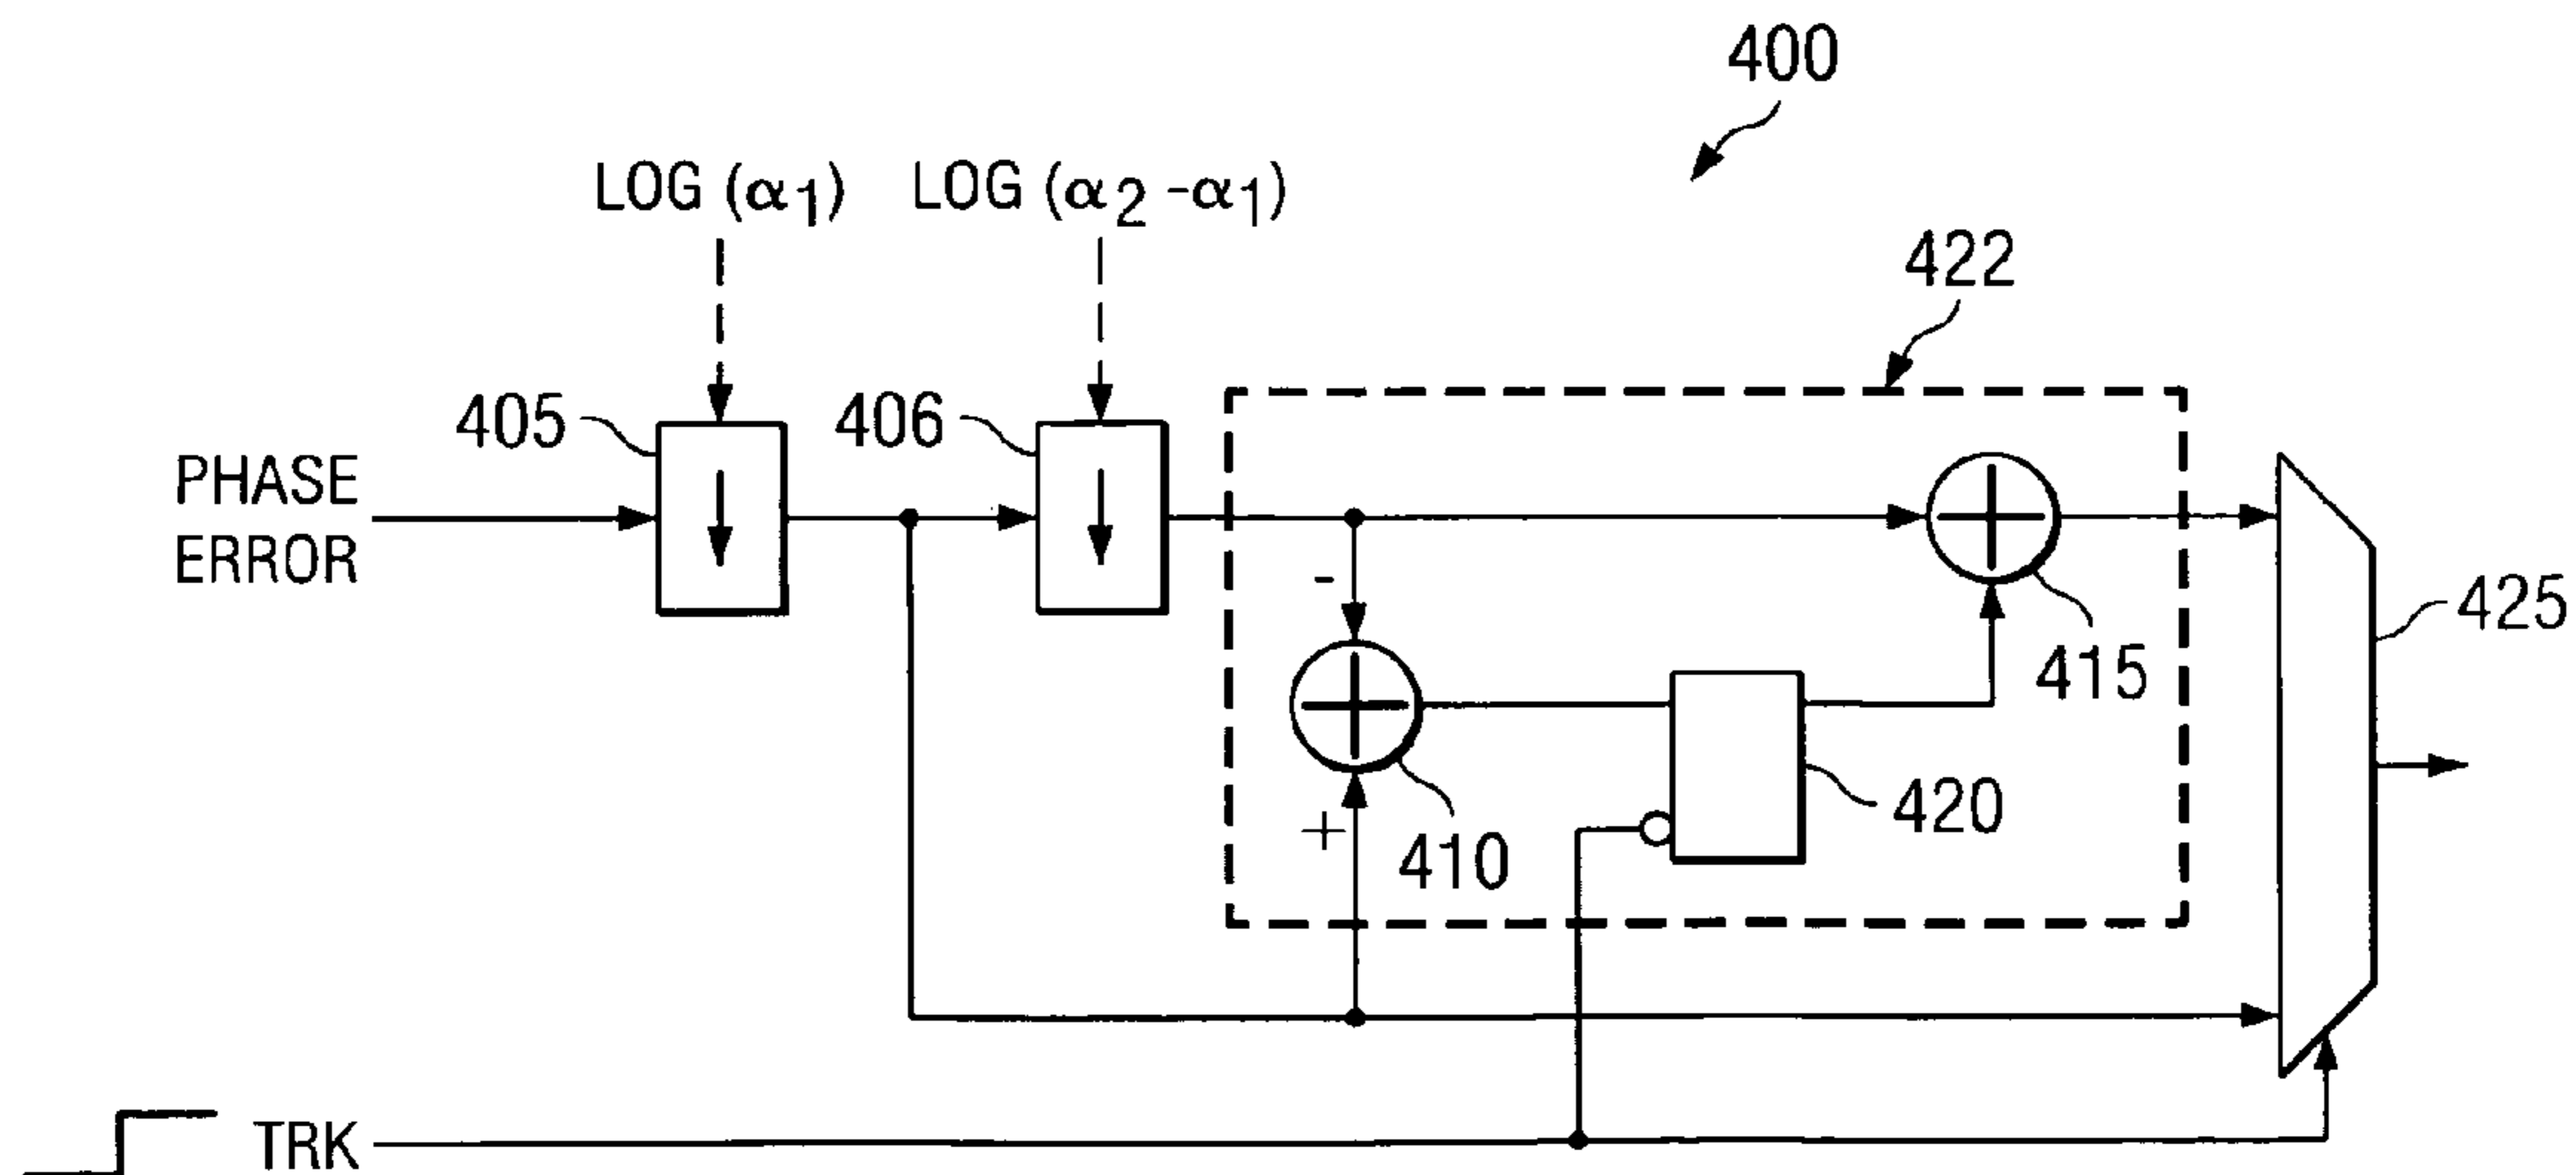 400
LOG (α1) LOG (α2 -α1)
422
405
406
PHASE
ERROR
-
425
415
+
410
420
TRK